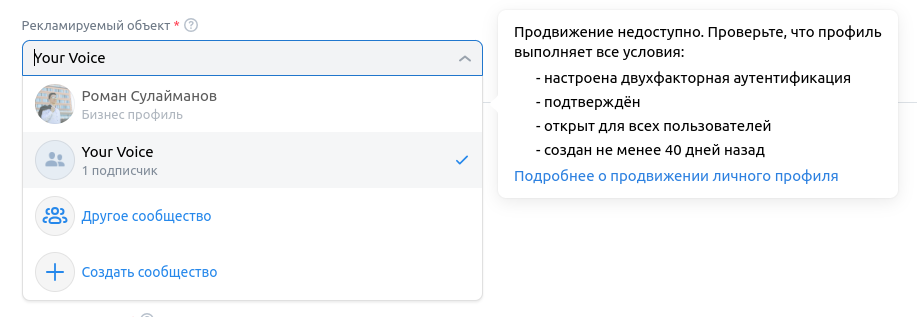 Рекламируемый объект * ?
Your Voice
Роман Сулайманов
Бизнес профиль
Your Voice
1 подписчик
Другое сообщество
Создать сообщество
Продвижение недоступно. Проверьте, что профиль
выполняет все условия:
- настроена двухфакторная аутентификация
- подтверждён
- открыт для всех пользователей
- создан не менее 40 дней назад
Подробнее о продвижении личного профиля